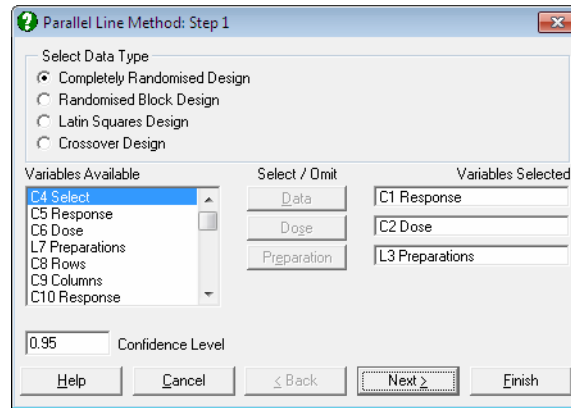 Parallel Line Method: Step 1
Select Data Type
Completely Randomised Design
Randomised Block Design
Latin Squares Design
Crossover Design
Variables Available
Select / Omit
Variables Selected
C4 Select
C5 Response
C6 Dose
L7 Preparations
C8 Rows
C9 Columns
C10 Response
Data
Dose
Preparation
C1 Response
C2 Dose
L3 Preparations
0.95 Confidence Level
Help
Cancel
< Back
Next >
Finish